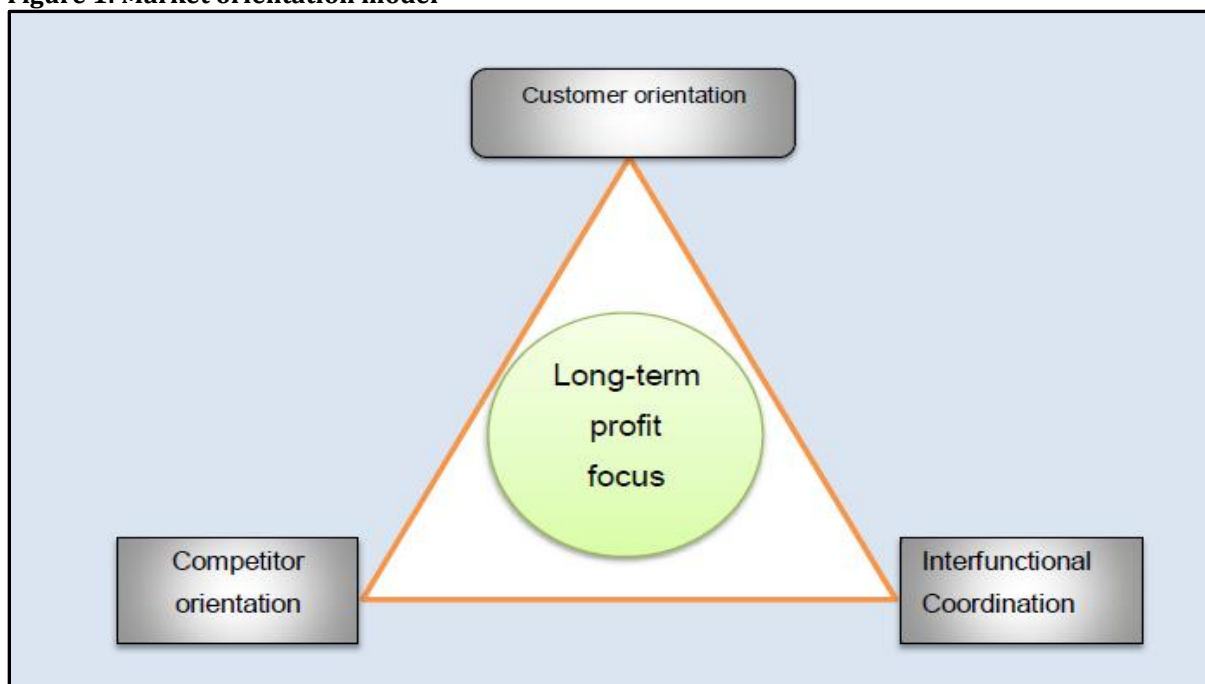 Figure 1: Market orientation model
Customer orientation
Long-term
profit
focus
Competitor
orientation
Interfunctional
Coordination